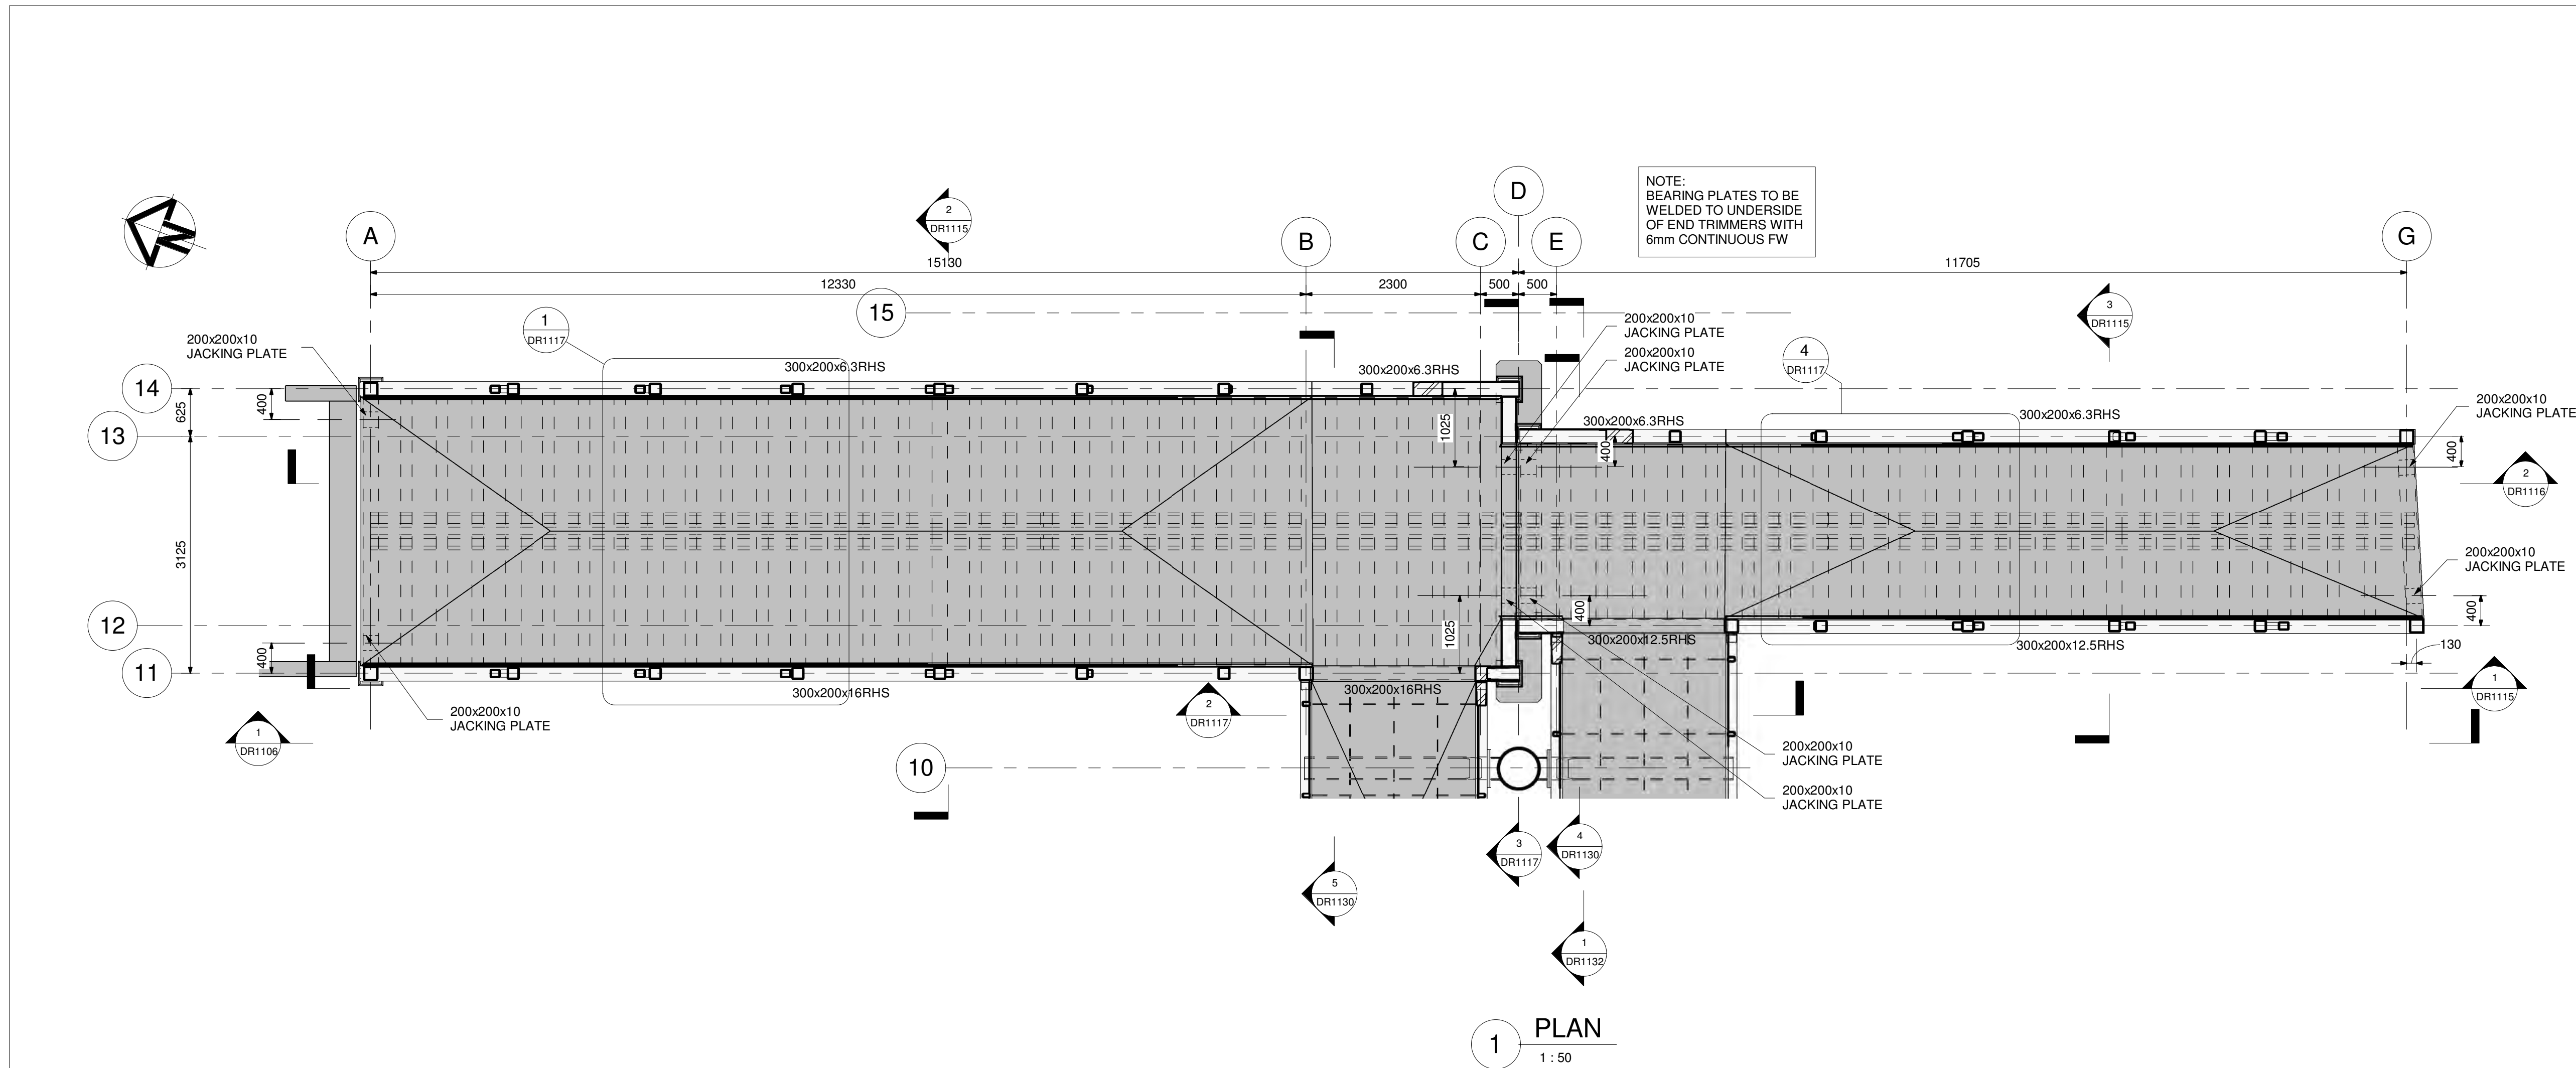 NOTE:
BEARING PLATES TO BE
WELDED TO UNDERSIDE
OF END TRIMMERS WITH
6mm CONTINUOUS FW
D
2
DR1115
N
A
B
C
E
G
15130
11705
12330
2300
500
500
15
3
DR1115
1
DR1117
200x200x10
JACKING PLATE
200x200x10
JACKING PLATE
200x200x10
JACKING PLATE
4
DR1117
300x200x6.3RHS
300x200x6.3RHS
14
625
400
13
1025
300x200x6.3RHS
400
300x200x6.3RHS
200x200x10
JACKING PLATE
400
2
DR1116
3125
200x200x10
JACKING PLATE
12
400
1025
400
300x200x12.5RHS
300x200x12.5RHS
400
130
11
300x200x16RHS
300x200x16RHS
1
DR1115
200x200x10
JACKING PLATE
2
DR1117
1
DR1106
10
200x200x10
JACKING PLATE
200x200x10
JACKING PLATE
3
DR1117
4
DR1130
5
DR1130
1
DR1132
1
PLAN
1 : 50